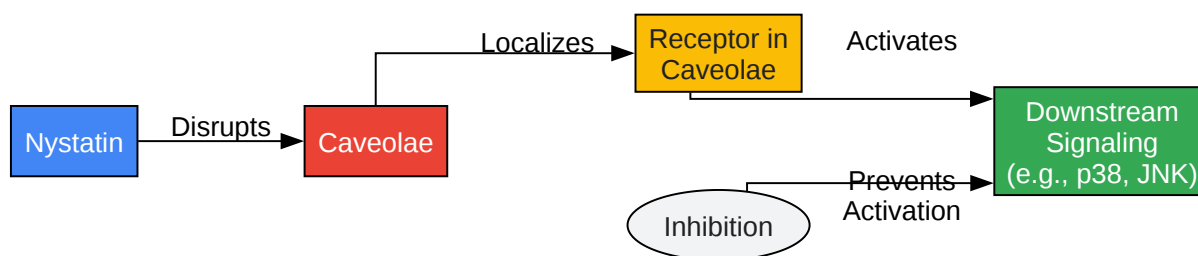 Nystatin
Disrupts
Caveolae
Localizes
Receptor in
Caveolae
Activates
Downstream
Signaling
(e.g., p38, JNK)
Inhibition
Prevents
Activation